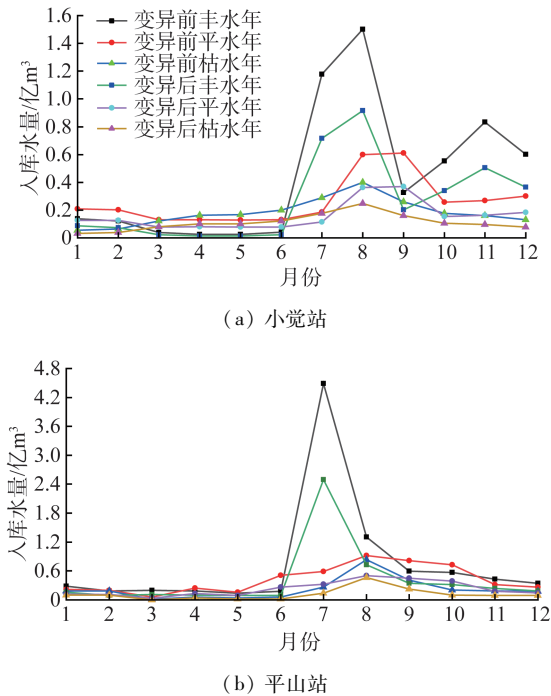 1.6
1.4
1.2
1.0
0.8
0.6
0.4
0.2
0
入库水量/亿m³
变异前丰水年
变异前平水年
变异前枯水年
变异后丰水年
变异后平水年
变异后枯水年
1 2 3 4 5 6 7 8 9 10 11 12
月份
(a) 小觉站
4.8
4.2
3.6
3.0
2.4
1.8
1.2
0.6
0
入库水量/亿m³
1 2 3 4 5 6 7 8 9 10 11 12
月份
(b) 平山站